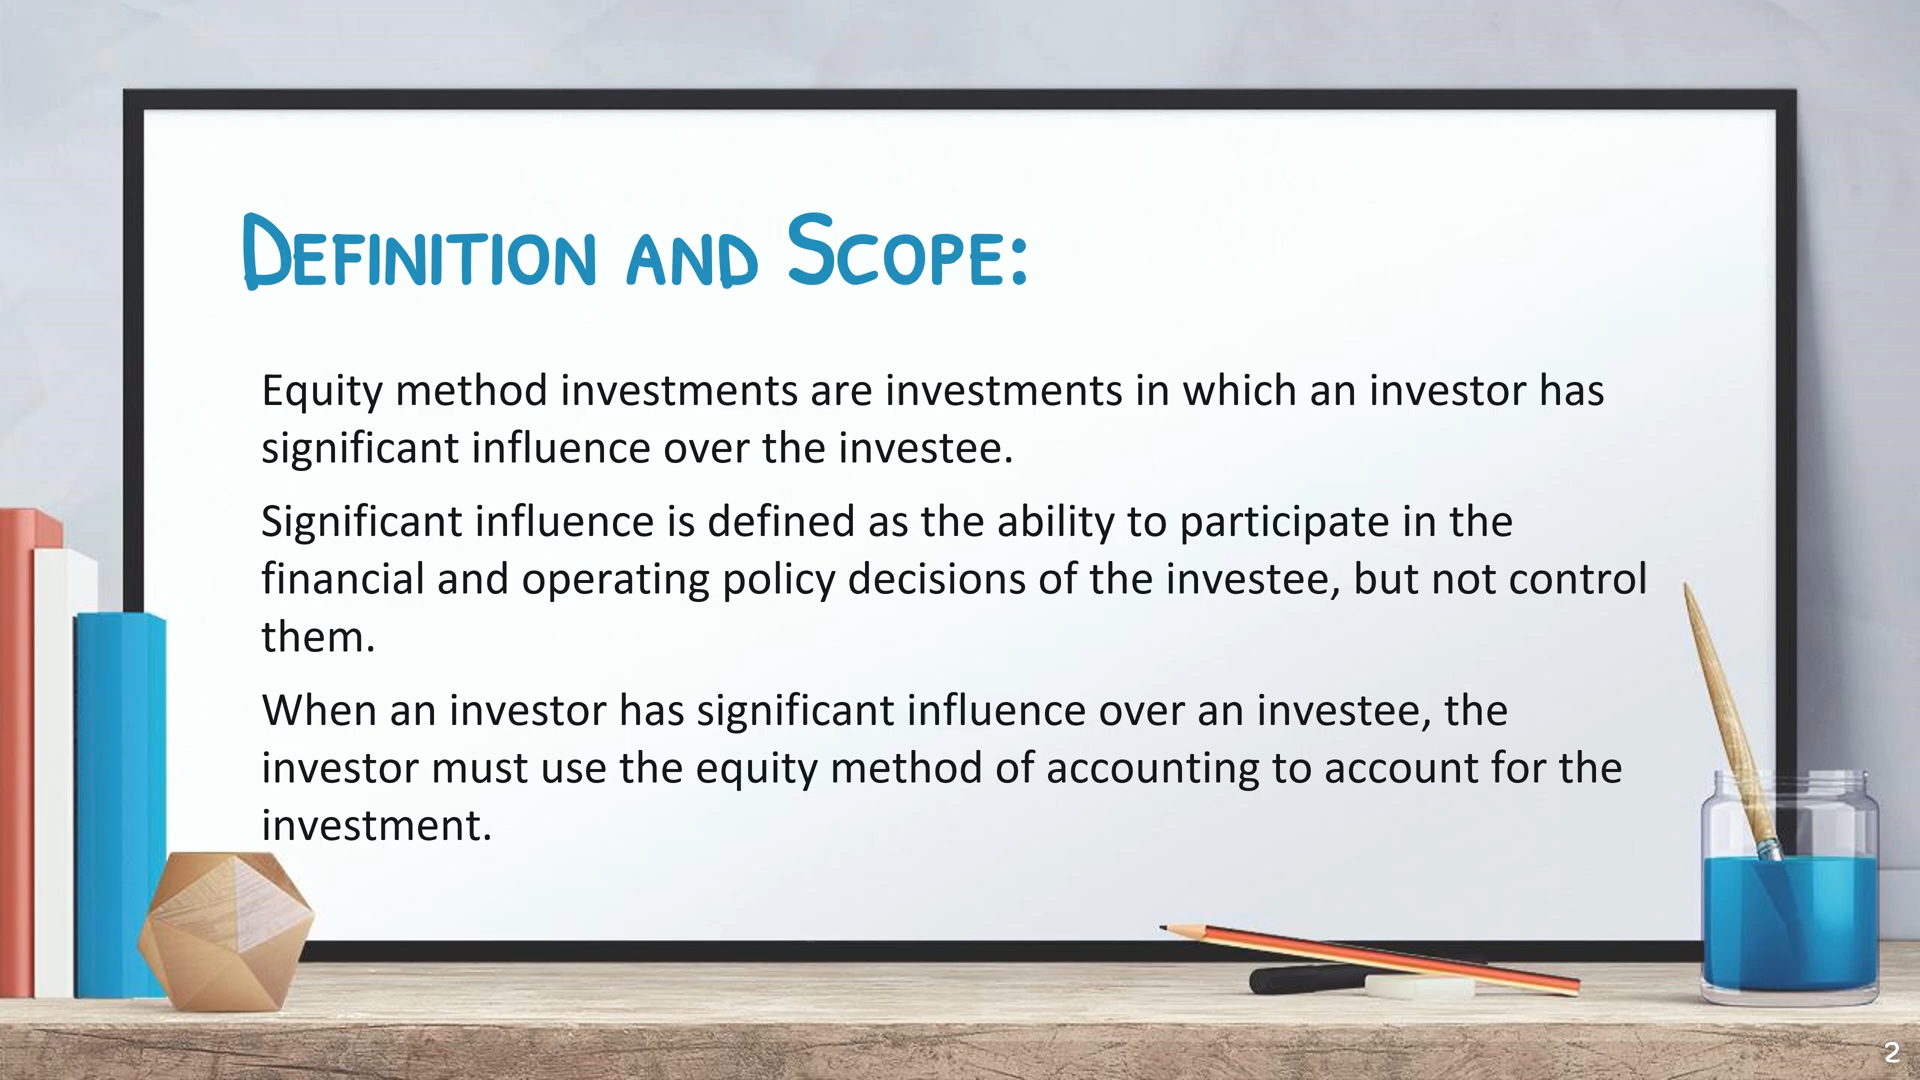 Definition and Scope:
Equity method investments are investments in which an investor has
significant influence over the investee.
Significant influence is defined as the ability to participate in the
financial and operating policy decisions of the investee, but not control
them.
When an investor has significant influence over an investee, the
investor must use the equity method of accounting to account for the
investment.
2